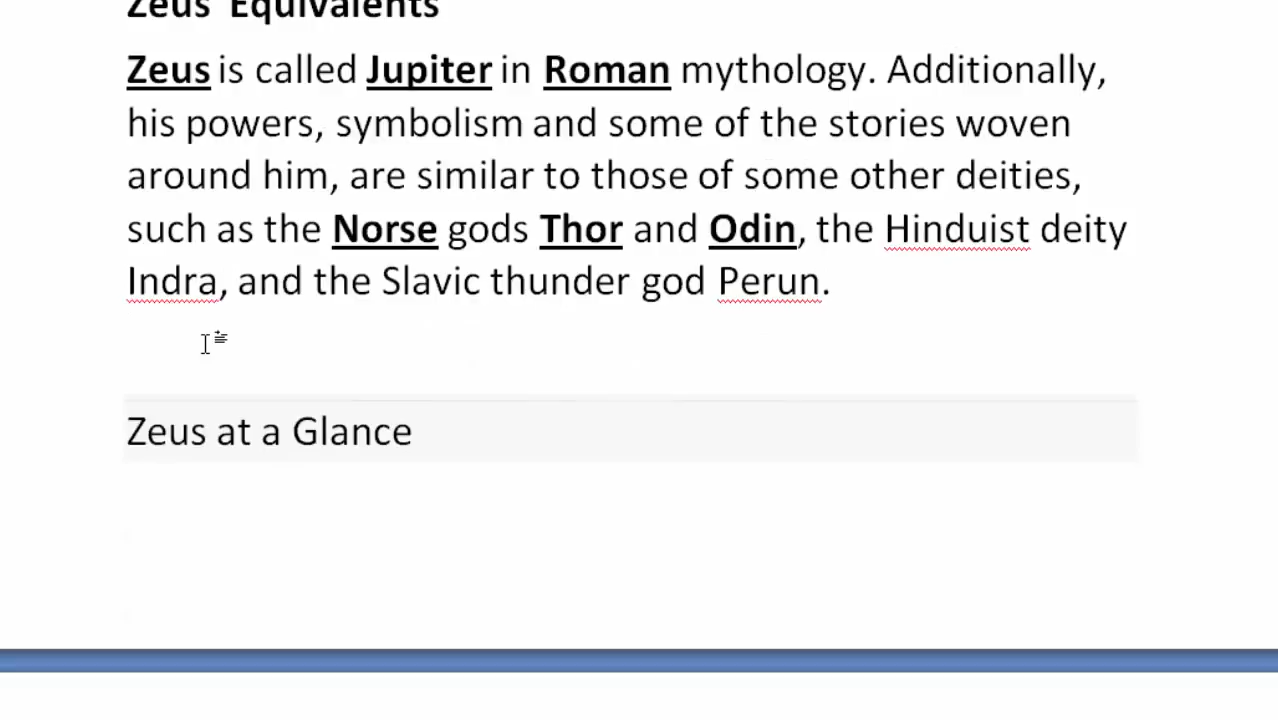 Zeus' Equivalents
Zeus is called Jupiter in Roman mythology. Additionally,
his powers, symbolism and some of the stories woven
around him, are similar to those of some other deities,
such as the Norse gods Thor and Odin, the Hinduist deity
Indra, and the Slavic thunder god Perun.
Zeus at a Glance